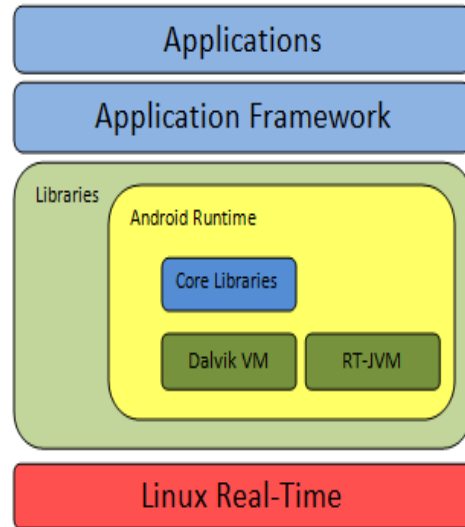 Applications
Application Framework
Libraries
Android Runtime
Core Libraries
Dalvik VM
RT-JVM
Linux Real-Time